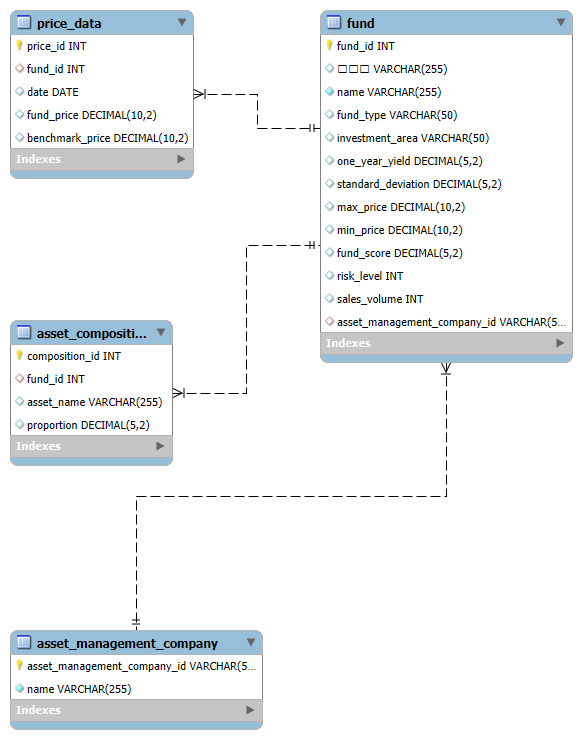 price_data
price_id INT
fund_id INT
date DATE
fund_price DECIMAL(10,2)
benchmark_price DECIMAL(10,2)
Indexes
fund
fund_id INT
□□□ VARCHAR(255)
name VARCHAR(255)
fund_type VARCHAR(50)
investment_area VARCHAR(50)
one_year_yield DECIMAL(5,2)
standard_deviation DECIMAL(5,2)
max_price DECIMAL(10,2)
min_price DECIMAL(10,2)
fund_score DECIMAL(5,2)
risk_level INT
sales_volume INT
asset_management_company_id VARCHAR(5...
Indexes
asset_compositi...
composition_id INT
fund_id INT
asset_name VARCHAR(255)
proportion DECIMAL(5,2)
Indexes
asset_management_company
asset_management_company_id VARCHAR(5...
name VARCHAR(255)
Indexes